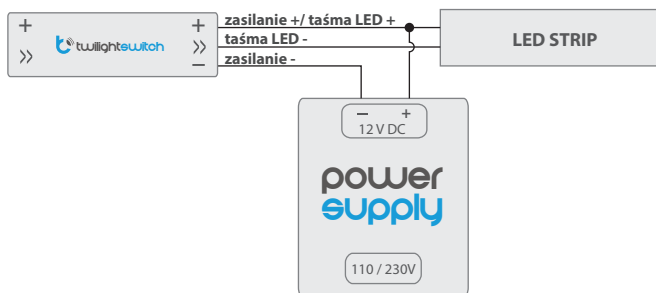 +
»
twilightswitch
+
»
−
zasilanie +/ taśma LED +
taśma LED -
zasilanie -
LED STRIP
− +
12 V DC
power
supply
110 / 230V